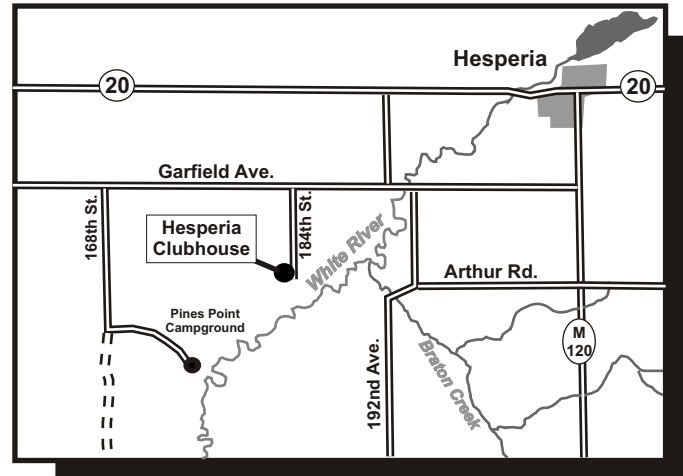 Hesperia
20
20
Garfield Ave.
168th St.
184th St.
Hesperia
Clubhouse
White River
Arthur Rd.
Pines Point
Campground
M
120
192nd Ave.
Braton Creek